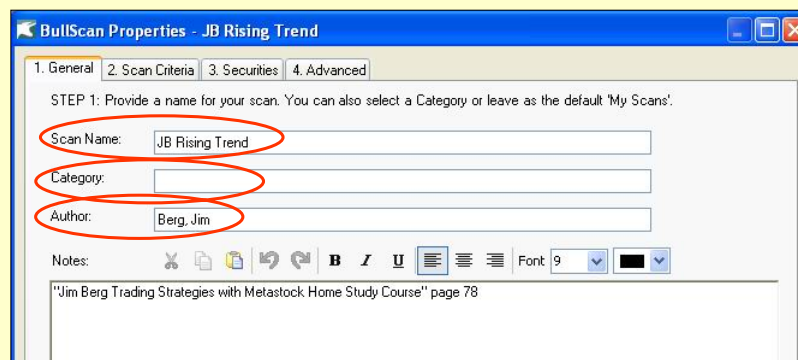 BullScan Properties - JB Rising Trend
1. General 2. Scan Criteria 3. Securities 4. Advanced
STEP 1: Provide a name for your scan. You can also select a Category or leave as the default 'My Scans'.
Scan Name: JB Rising Trend
Category:
Author: Berg, Jim
Notes: B I U Font 9
"Jim Berg Trading Strategies with Metastock Home Study Course" page 78